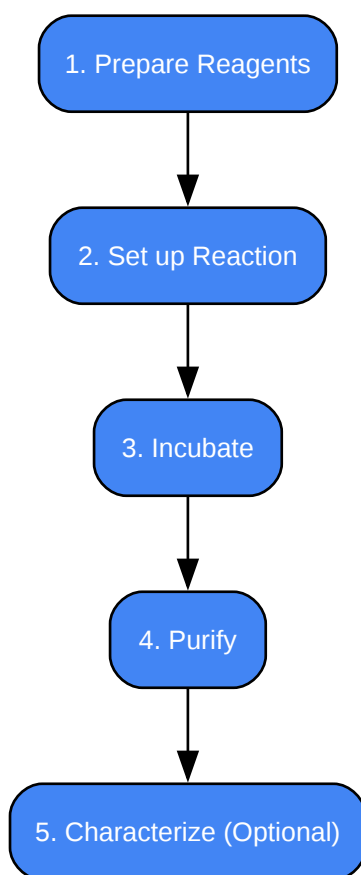 1. Prepare Reagents
2. Set up Reaction
3. Incubate
4. Purify
5. Characterize (Optional)